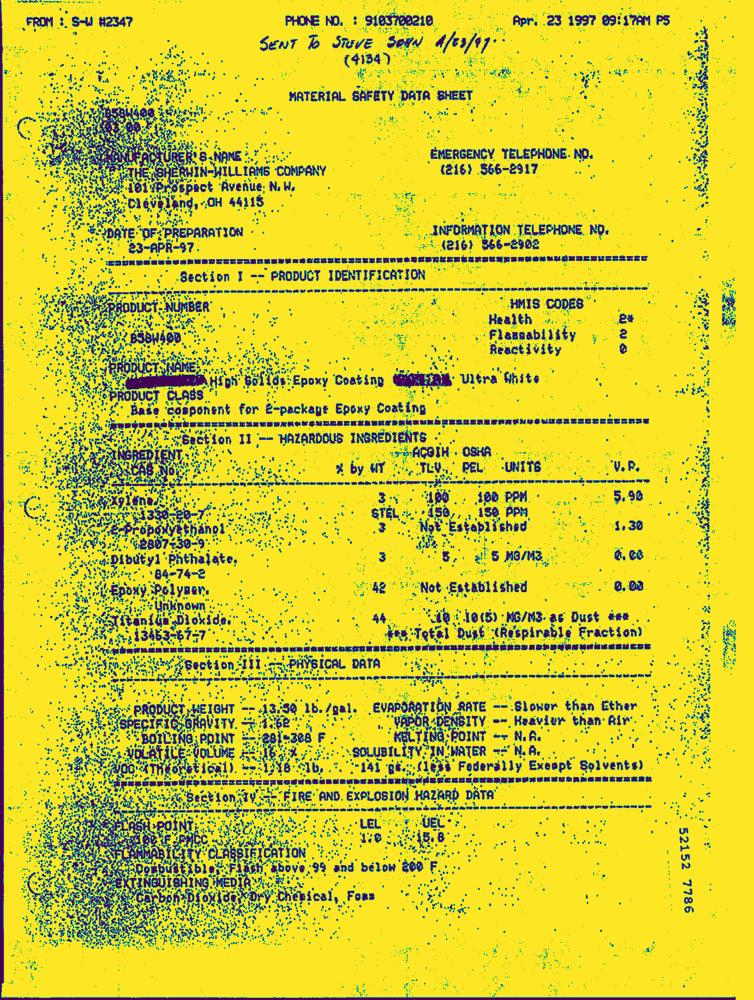 FROM : S-W #2347 PHONE NO. : 9103700210 Apr. 23 1997 09:17AM P5
SENT TO STEVE
(4134)
MATERIAL SAFETY DATA SHEET
B58W400
01 00
MANUFACTURER'S NAME EMERGENCY TELEPHONE NO.
THE SHERWIN-WILLIAMS COMPANY (216) 566-2917
101 Prospect Avenue N.W.
Cleveland, OH 44115
DATE OF PREPARATION INFORMATION TELEPHONE NO.
23-APR-97 (216) 566-2902
Section I -- PRODUCT IDENTIFICATION
PRODUCT NUMBER HMIS CODES
Health 2*
B58W400 Flammability 2
Reactivity 0
PRODUCT NAME
High Solids Epoxy Coating Ultra White
PRODUCT CLASS
Base component for 2-package Epoxy Coating
Section II -- HAZARDOUS INGREDIENTS
INGREDIENT ACGIH OSHA
CAS No. % by WT TLV PEL UNITS V.P.
Xylene. 3 100 100 PPM 5.90
1330-20-7 STEL 150 150 PPM
2-Propoxyethanol 3 Not Established 1.30
2807-30-9
Dibutyl Phthalate. 3 5 5 MG/M3 0.00
84-74-2
Epoxy Polymer. 42 Not Established 0.00
Unknown
Titanium Dioxide. 44 10 10(5) MG/M3 as Dust ***
13463-67-7 *** Total Dust (Respirable Fraction)
Section III -- PHYSICAL DATA
PRODUCT WEIGHT -- 13.50 lb./gal. EVAPORATION RATE -- Slower than Ether
SPECIFIC GRAVITY -- 1.62 VAPOR DENSITY -- Heavier than Air
BOILING POINT -- 281-308 F MELTING POINT -- N.A.
VOLATILE VOLUME -- 16 % SOLUBILITY IN WATER -- N.A.
VOC (Theoretical) -- 1.18 lb. 141 gm. (less Federally Exempt Solvents)
Section IV -- FIRE AND EXPLOSION HAZARD DATA
FLASH POINT LEL UEL
F PMCC 1.0 15.8
FLAMMABILITY CLASSIFICATION
Combustible, Flash above 99 and below 200 F
EXTINGUISHING MEDIA
Carbon Dioxide, Dry Chemical, Foam
52152 7786